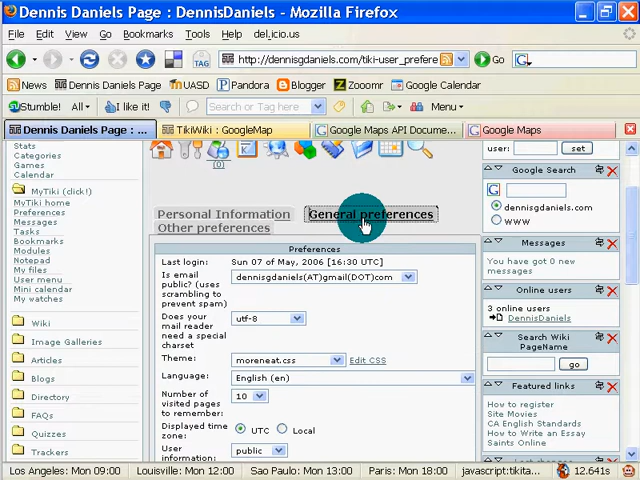 Dennis Daniels Page : DennisDaniels - Mozilla Firefox
File Edit View Go Bookmarks Tools Help del.icio.us
TAG http://dennisgdaniels.com/tiki-user_prefere Go G
News Dennis Daniels Page UASD Pandora Blogger Zooomr Google Calendar
Stumble! All I like it! Search or Tag here Menu
Dennis Daniels Page : ... TikiWiki : GoogleMap Google Maps API Docume... Google Maps
Stats
Categories
Games
Calendar
MyTiki (click!)
MyTiki home
Preferences
Messages
Tasks
Bookmarks
Modules
Notepad
My files
User menu
Mini calendar
My watches
Wiki
Image Galleries
Articles
Blogs
Directory
FAQs
Quizzes
Trackers
(0)
Personal Information General preferences
Other preferences
Preferences
Last login: Sun 07 of May, 2006 [16:30 UTC]
Is email public? (uses scrambling to prevent spam) dennisgdaniels(AT)gmail(DOT)com
Does your mail reader need a special charset utf-8
Theme: moreneat.css Edit CSS
Language: English (en)
Number of visited pages to remember: 10
Displayed time zone: UTC Local
User information: public
user: set
Google Search
G
dennisgdaniels.com
www
Messages
You have got 0 new messages
Online users
3 online users
DennisDaniels
Search Wiki PageName
go
Featured links
How to register
Site Movies
CA English Standards
How to Write an Essay
Saints Online
Los Angeles: Mon 09:00 Louisville: Mon 12:00 Sao Paulo: Mon 13:00 Paris: Mon 18:00 javascript:tikita 12.641s